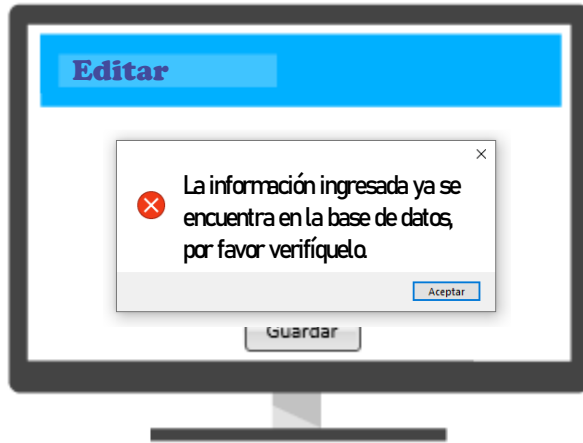 Editar
La información ingresada ya se
encuentra en la base de datos,
por favor verifíquelo.
Aceptar
Guardar